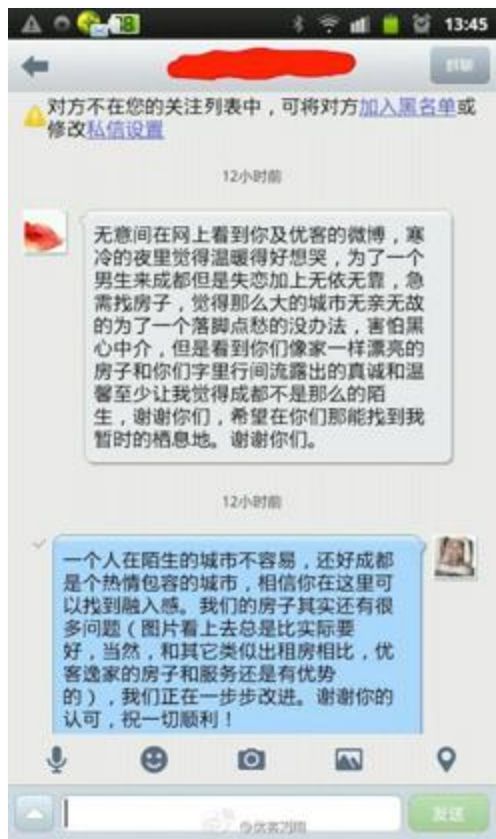 18
13:45
对方不在您的关注列表中，可将对方加入黑名单或
修改私信设置
12小时前
无意间在网上看到你及优客的微博，寒
冷的夜里觉得温暖得好想哭，为了一个
男生来成都但是失恋加上无依无靠，急
需找房子，觉得那么大的城市无亲无故
的为了一个落脚点愁的没办法，害怕黑
心中介，但是看到你们像家一样漂亮的
房子和你们字里行间流露出的真诚和温
馨至少让我觉得成都不是那么的陌
生，谢谢你们，希望在你们那能找到我
暂时的栖息地。谢谢你们。
12小时前
一个人在陌生的城市不容易，还好成都
是个热情包容的城市，相信你在这里可
以找到融入感。我们的房子其实还有很
多问题（图片看上去总是比实际要
好，当然，和其它类似出租房相比，优
客逸家的房子和服务还是有优势
的），我们正在一步步改进。谢谢你的
认可，祝一切顺利！
发送